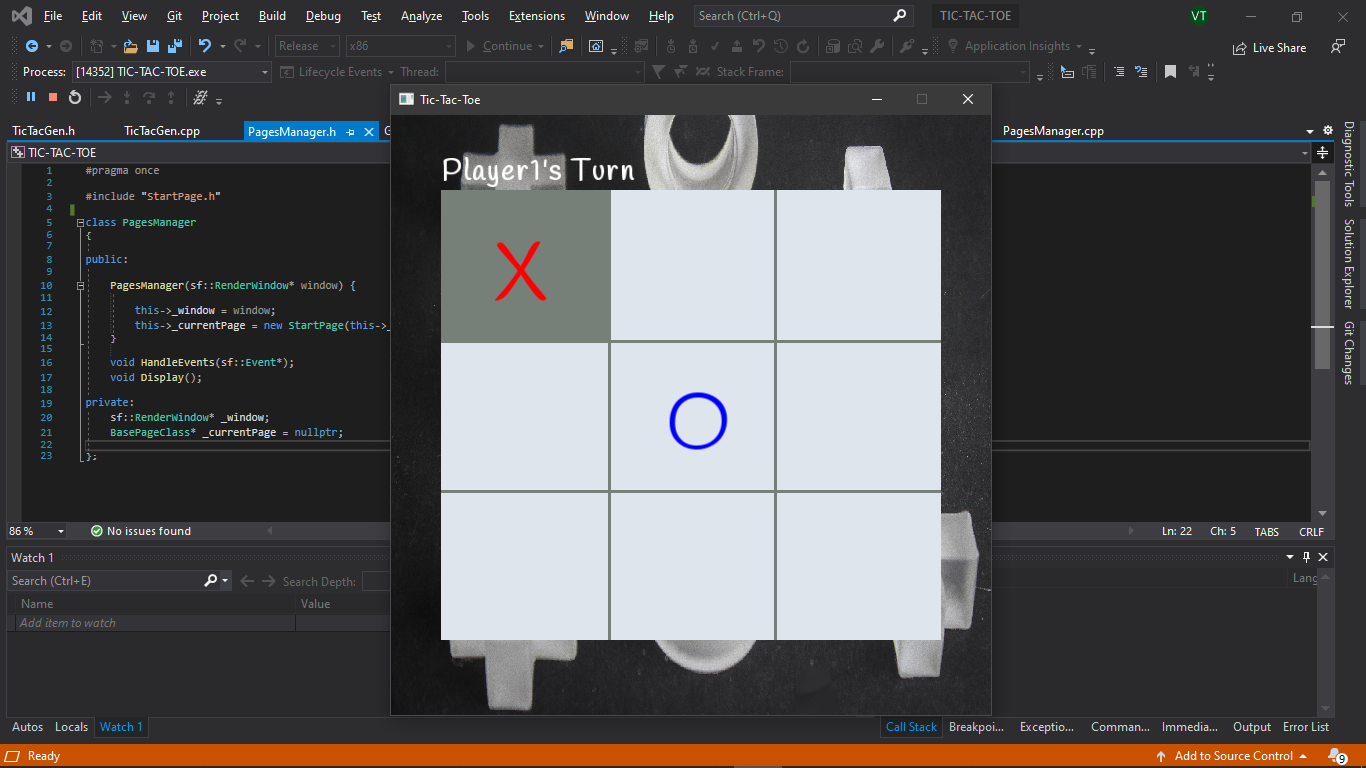 File Edit View Git Project Build Debug Test Analyze Tools Extensions Window Help Search (Ctrl+Q) TIC-TAC-TOE VT
Release x86 Continue Application Insights Live Share
Process: [14352] TIC-TAC-TOE.exe Lifecycle Events Thread: Stack Frame:
Tic-Tac-Toe
TicTacGen.h TicTacGen.cpp PagesManager.h G PagesManager.cpp
TIC-TAC-TOE
Player1's Turn
X
O
1 #pragma once
2
3 #include "StartPage.h"
4
5 class PagesManager
6 {
7
8 public:
9
10 PagesManager(sf::RenderWindow* window) {
11
12 this->_window = window;
13 this->_currentPage = new StartPage(this->_
14 }
15
16 void HandleEvents(sf::Event*);
17 void Display();
18
19 private:
20 sf::RenderWindow* _window;
21 BasePageClass* _currentPage = nullptr;
22
23 };
Diagnostic Tools
Solution Explorer
Git Changes
86 % No issues found Ln: 22 Ch: 5 TABS CRLF
Watch 1
Search (Ctrl+E) Search Depth: Lang
Name Value
Add item to watch
Autos Locals Watch 1 Call Stack Breakpoi... Exceptio... Comman... Immedia... Output Error List
Ready Add to Source Control 9